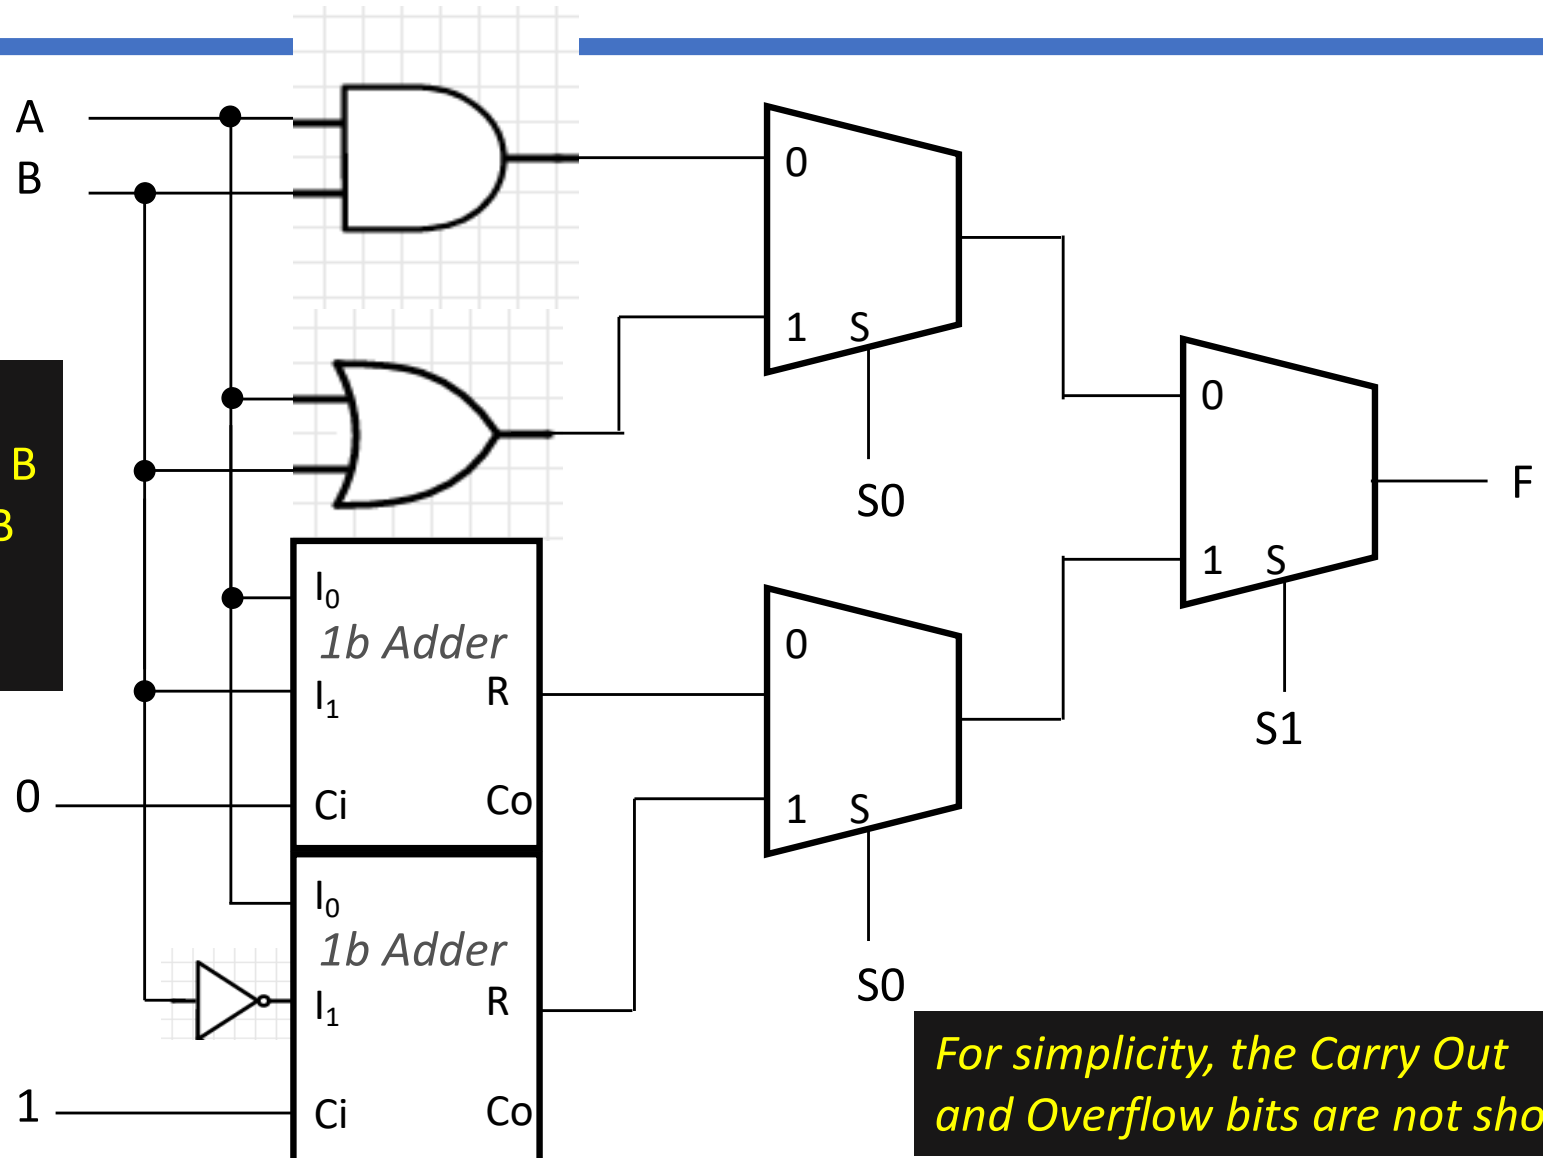 A
B
0
1 S
S0
0
1 S
S1
F
B
B
I0
1b Adder
I1 R
0
Ci Co
0
1 S
S0
I0
1b Adder
I1 R
1
Ci Co
For simplicity, the Carry Out
and Overflow bits are not sho